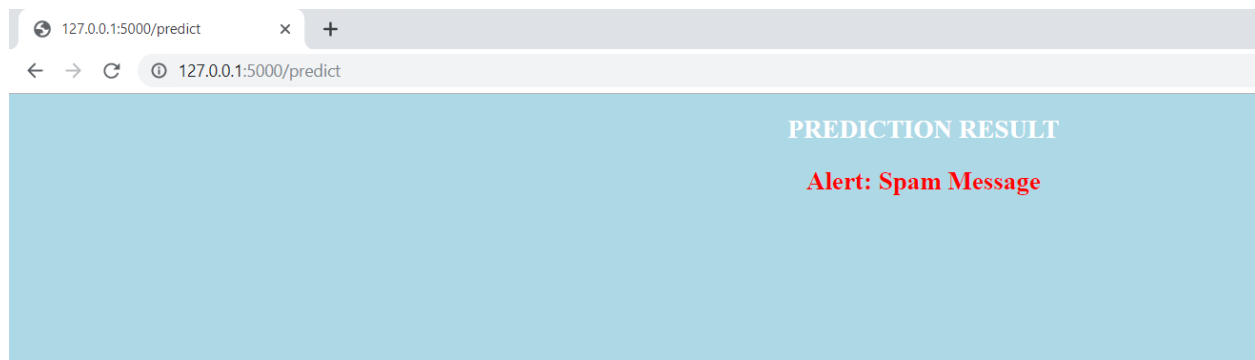 127.0.0.1:5000/predict
127.0.0.1:5000/predict
PREDICTION RESULT
Alert: Spam Message